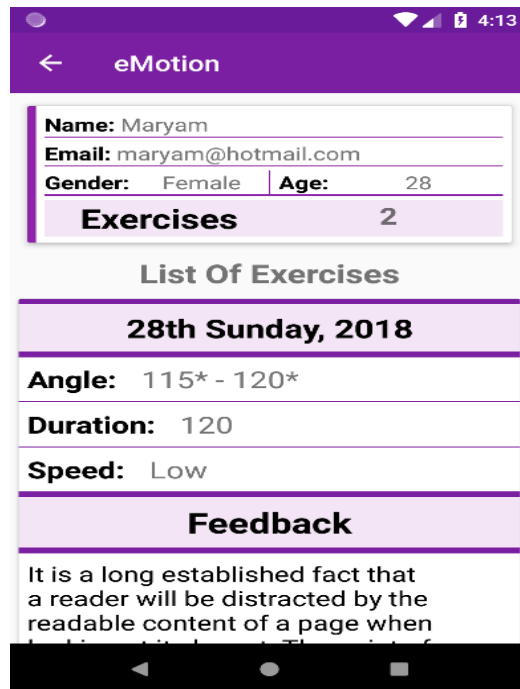 4:13
eMotion
Name: Maryam
Email: maryam@hotmail.com
Gender: Female Age: 28
Exercises 2
List Of Exercises
28th Sunday, 2018
Angle: 115* - 120*
Duration: 120
Speed: Low
Feedback
It is a long established fact that
a reader will be distracted by the
readable content of a page when